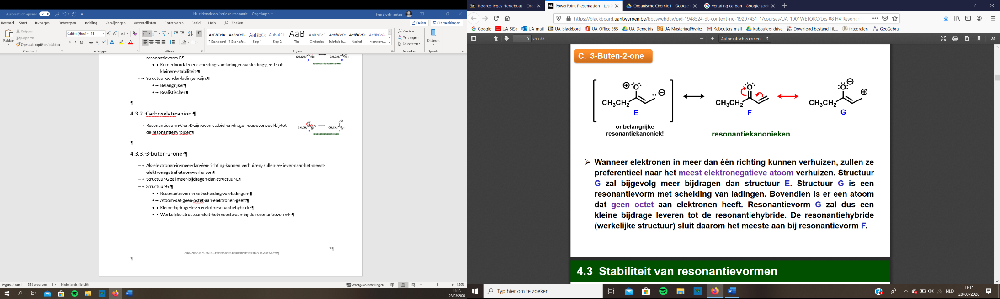 Automatisch opslaan
H4-elektrodelocalisatie en resonantie - Opgeslagen
Fien Slootmaekers
Bestand Start Invoegen Ontwerpen Indeling Verwijzingen Verzendlijsten Controleren Beeld Help Zoeken Delen Opmerkingen
Plakken
Knippen
Kopiëren
Opmaak kopiëren/plakken
Klembord
Calibri (Hoof 11
Lettertype
Alinea
AaBbCcDc AaBbCcDc AaBbCc AaBbCcE AaB AaBbCcDc AaBbCcDi AaBbCcDi AaBbCcDi
¶ Standaard ¶ Geen afs... Kop 1 Kop 2 Titel Ondertitel Subtiele b... Nadruk Intensieve...
Stijlen
Zoeken
Vervangen
Selecteren
Bewerken
Dicteren
Spraak
resonantievorm·B¶
Komt·doordat·een·scheiding·van·ladingen·aanleiding·geeft·tot·
kleinere·stabiliteit·¶
Structuur·zonder·ladingen·zijn:¶
Belangrijker¶
Realistischer¶
CH₃CH₂ OH CH₃CH₂ OH
A B
resonantiekanonieken
¶
4.3.2.·Carboxylate·anion·¶
Resonantievorm·C·en·D·zijn·even·stabiel·en·dragen·dus·evenveel·bij·tot·
de·resonantiehyrbiden¶
CH₃CH₂ CH₃CH₂
C D
resonantiekanonieken
¶
4.3.3.·3-buten-2-one·¶
Als·elektronen·in·meer·dan·één·richting·kunnen·verhuizen,·zullen·ze·liever·naar·het·meest·
elektronegatief·atoom·verhuizen¶
Structuur·G·zal·meer·bijdragen·dan·structuur·E¶
Structuur·G:¶
Resonantievorm·met·scheiding·van·ladingen·¶
Atoom·dat·geen·octet·aan·elektronen·geeft¶
Kleine·bijdrage·leveren·tot·resonantiehybride·¶
Werkelijke·structuur·sluit·het·meeste·aan·bij·de·resonantievorm·F·¶
2¶
ORGANISCHE CHEMIE – PROFESSORS HERREBOUT EN SMOUT -2019-2020¶
¶
Pagina 2 van 2 338 woorden Nederlands (België) Weergave-instellingen 120%
11:13
28/03/2020
Hoorcolleges Herrebout – Org
PowerPoint Presentation - Les 0
Organische Chemie I - Google
vertaling carbon - Google zoek
https://blackboard.uantwerpen.be/bbcswebdav/pid-1948524-dt-content-rid-19207431_1/courses/UA_1001WETORC/Les 08 H4 Resonan
Google UA_SiSa UA_mail UA_blackbord UA_Office 365 UA_Demetris UA_MasteringPhysics Kabouters_mail Kabouters_drive Download bestand | iL... integralen GeoGebra
5 van 38 Automatisch zoomen
C. 3-Buten-2-one
O O O
CH₃CH₂ CH₃CH₂ CH₃CH₂
E F G
onbelangrijke
resonantiekanoniek!
resonantiekanonieken
Wanneer elektronen in meer dan één richting kunnen verhuizen, zullen ze
preferentieel naar het meest elektronegatieve atoom verhuizen. Structuur
G zal bijgevolg meer bijdragen dan structuur E. Structuur G is een
resonantievorm met scheiding van ladingen. Bovendien is er een atoom
dat geen octet aan elektronen heeft. Resonantievorm G zal dus een
kleine bijdrage leveren tot de resonantiehybride. De resonantiehybride
(werkelijke structuur) sluit daarom het meeste aan bij resonantievorm F.
4.3 Stabiliteit van resonantievormen
Typ hier om te zoeken
NLD
11:13
28/03/2020